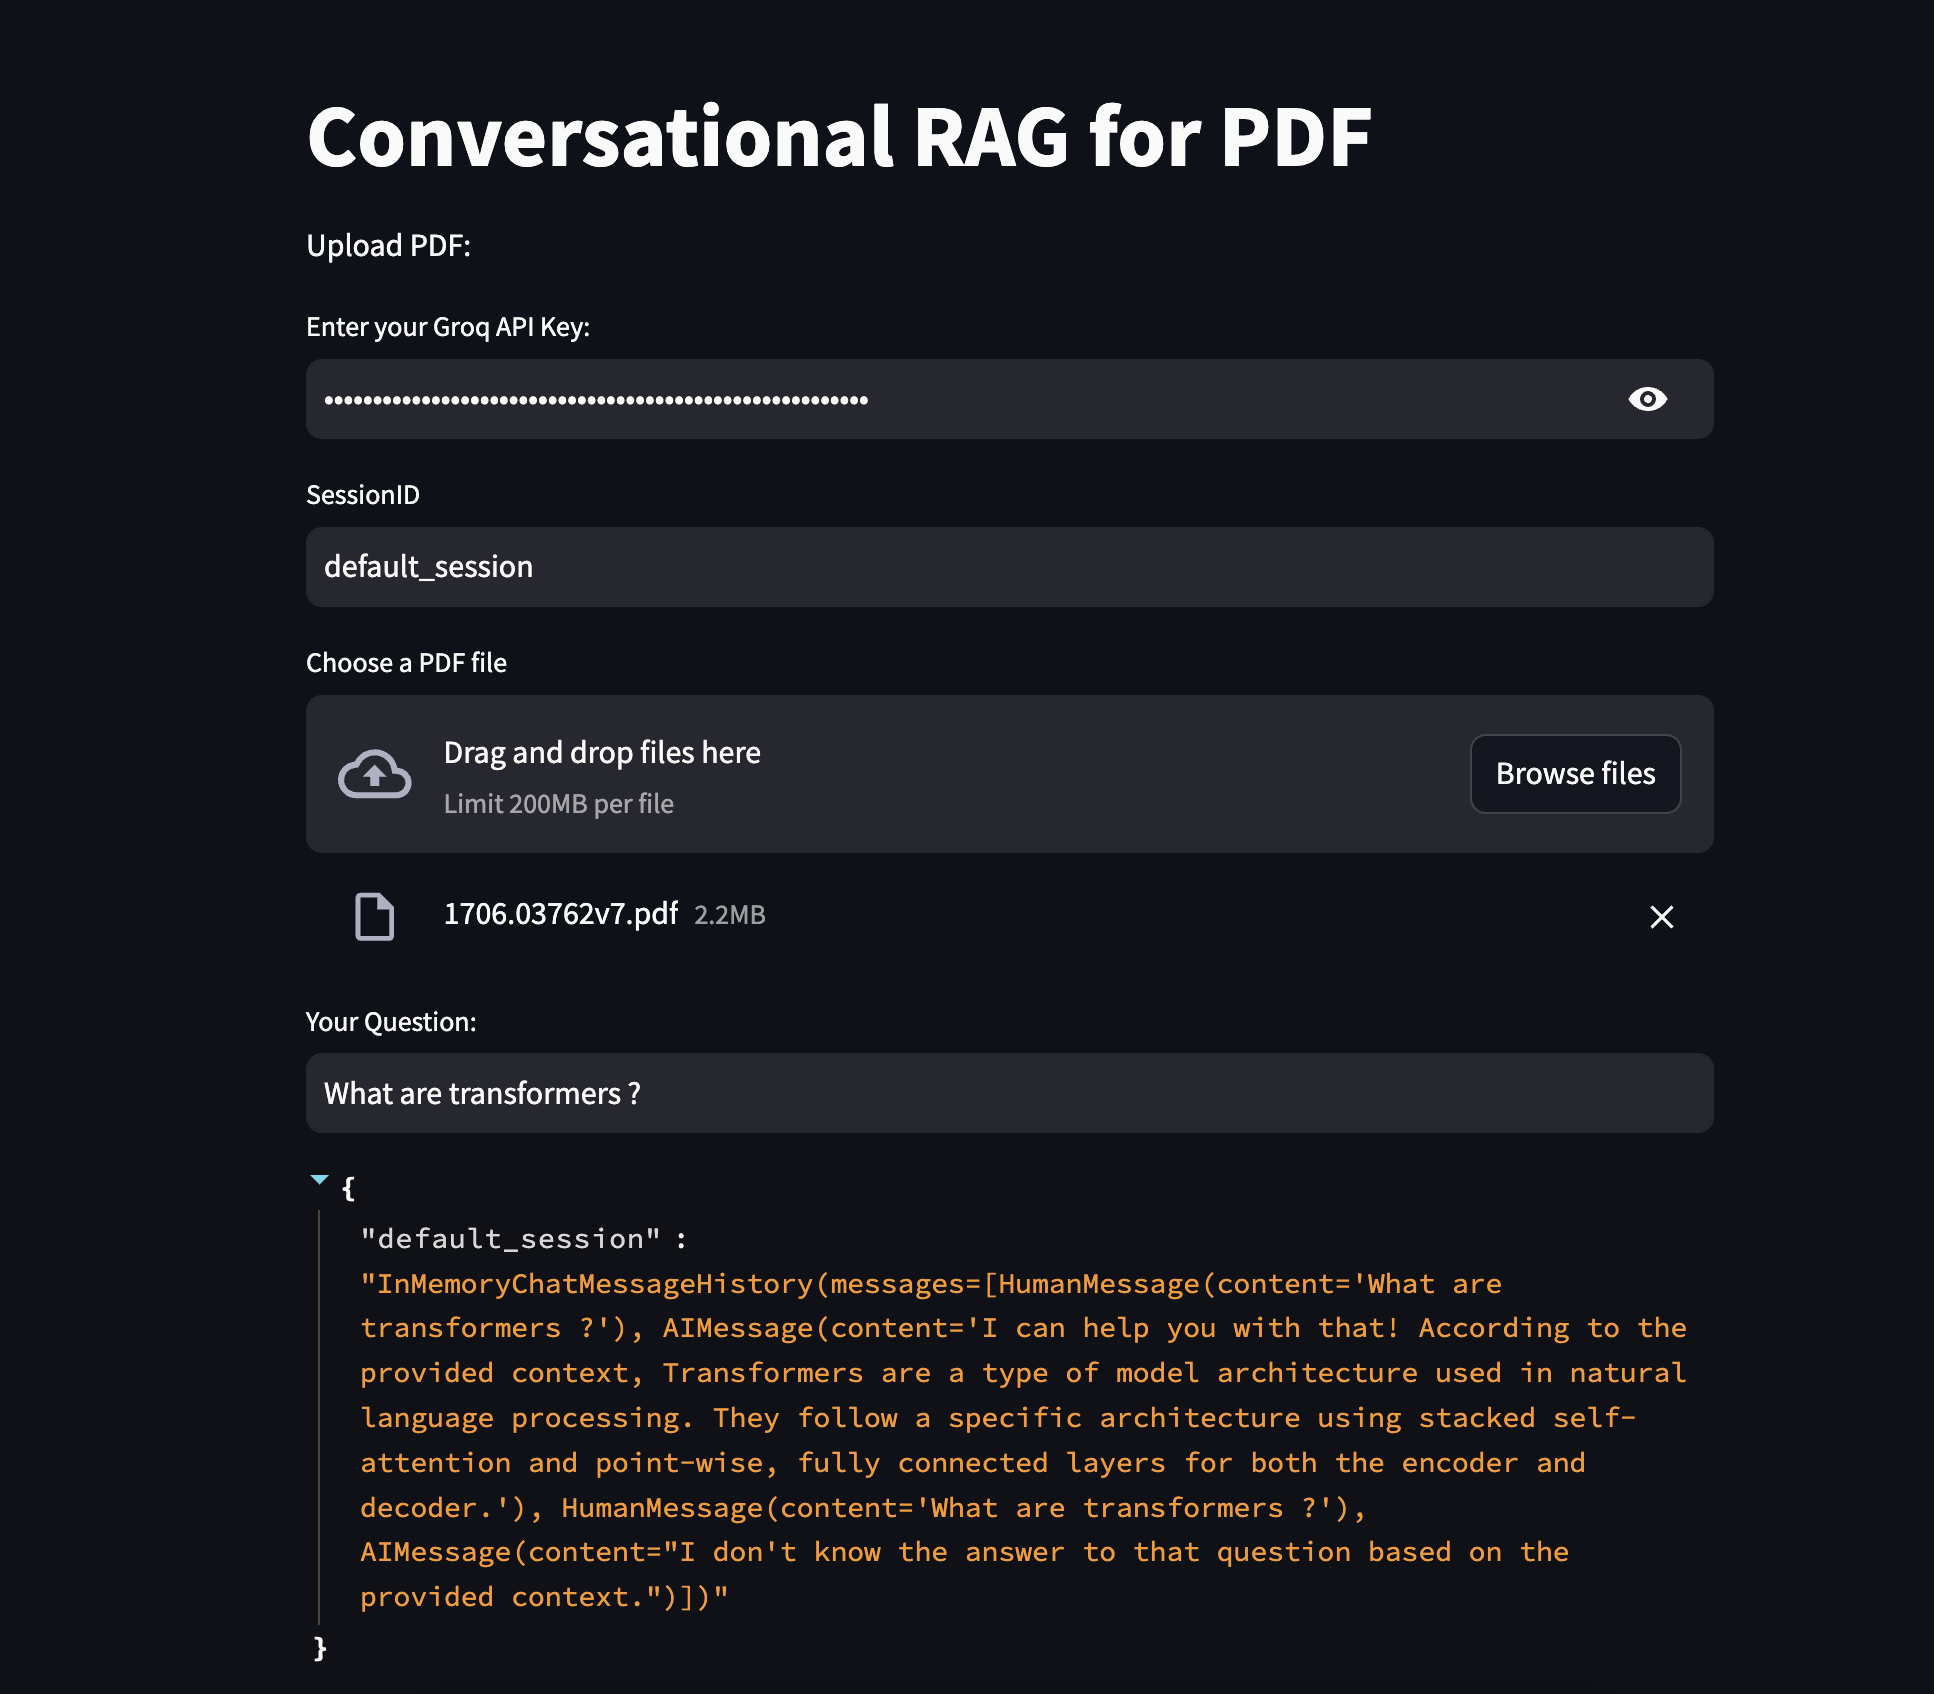 Conversational RAG for PDF
Upload PDF:
Enter your Groq API Key:
SessionID
default_session
Choose a PDF file
Drag and drop files here
Limit 200MB per file
Browse files
1706.03762v7.pdf 2.2MB
Your Question:
What are transformers ?
{
"default_session" :
"InMemoryChatMessageHistory(messages=[HumanMessage(content='What are
transformers ?'), AIMessage(content='I can help you with that! According to the
provided context, Transformers are a type of model architecture used in natural
language processing. They follow a specific architecture using stacked self-
attention and point-wise, fully connected layers for both the encoder and
decoder.'), HumanMessage(content='What are transformers ?'),
AIMessage(content="I don't know the answer to that question based on the
provided context.")])"
}